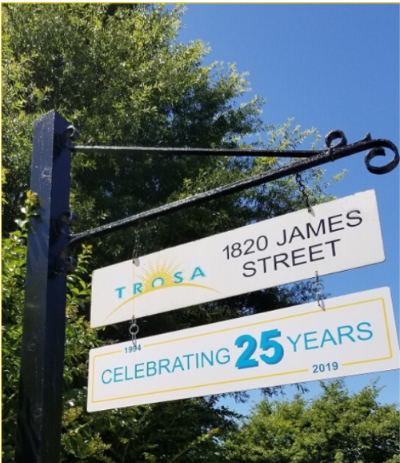 TROSA
1820 JAMES
STREET
1994
CELEBRATING 25 YEARS
2019